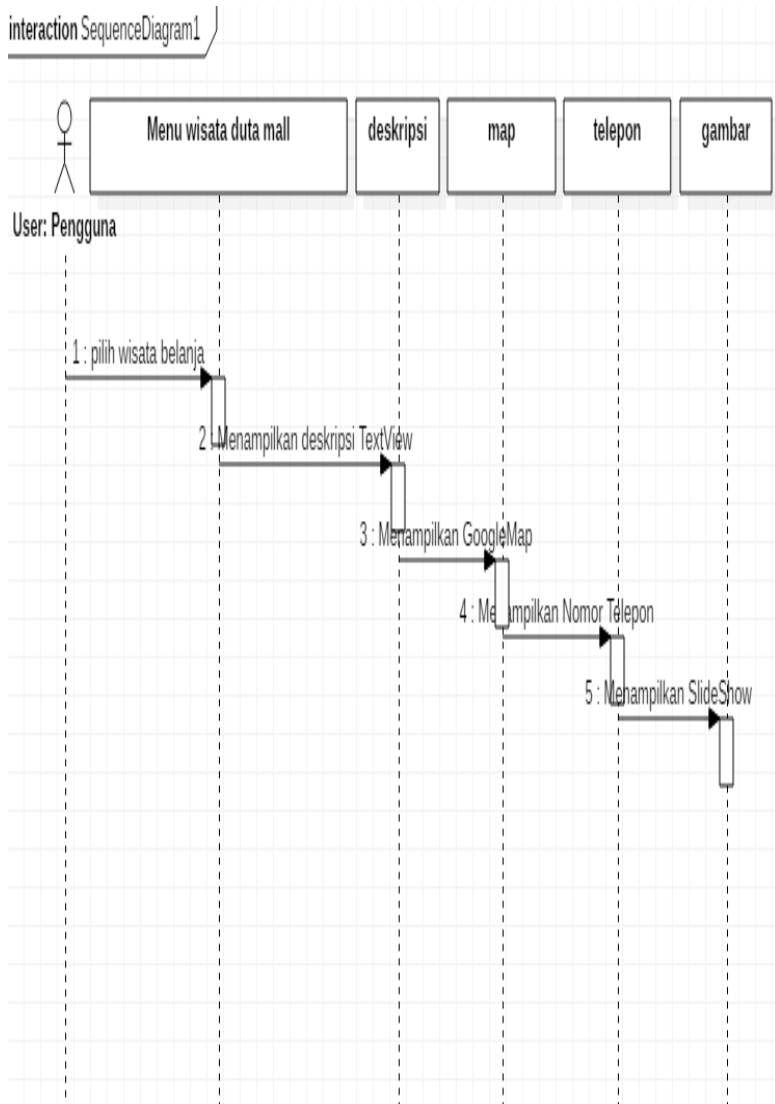 interaction SequenceDiagram1
Menu wisata duta mall
deskripsi
map
telepon
gambar
User: Pengguna
1 : pilih wisata belanja
2 : Menampilkan deskripsi TextView
3 : Menampilkan GoogleMap
4 : Menampilkan Nomor Telepon
5 : Menampilkan SlideShow